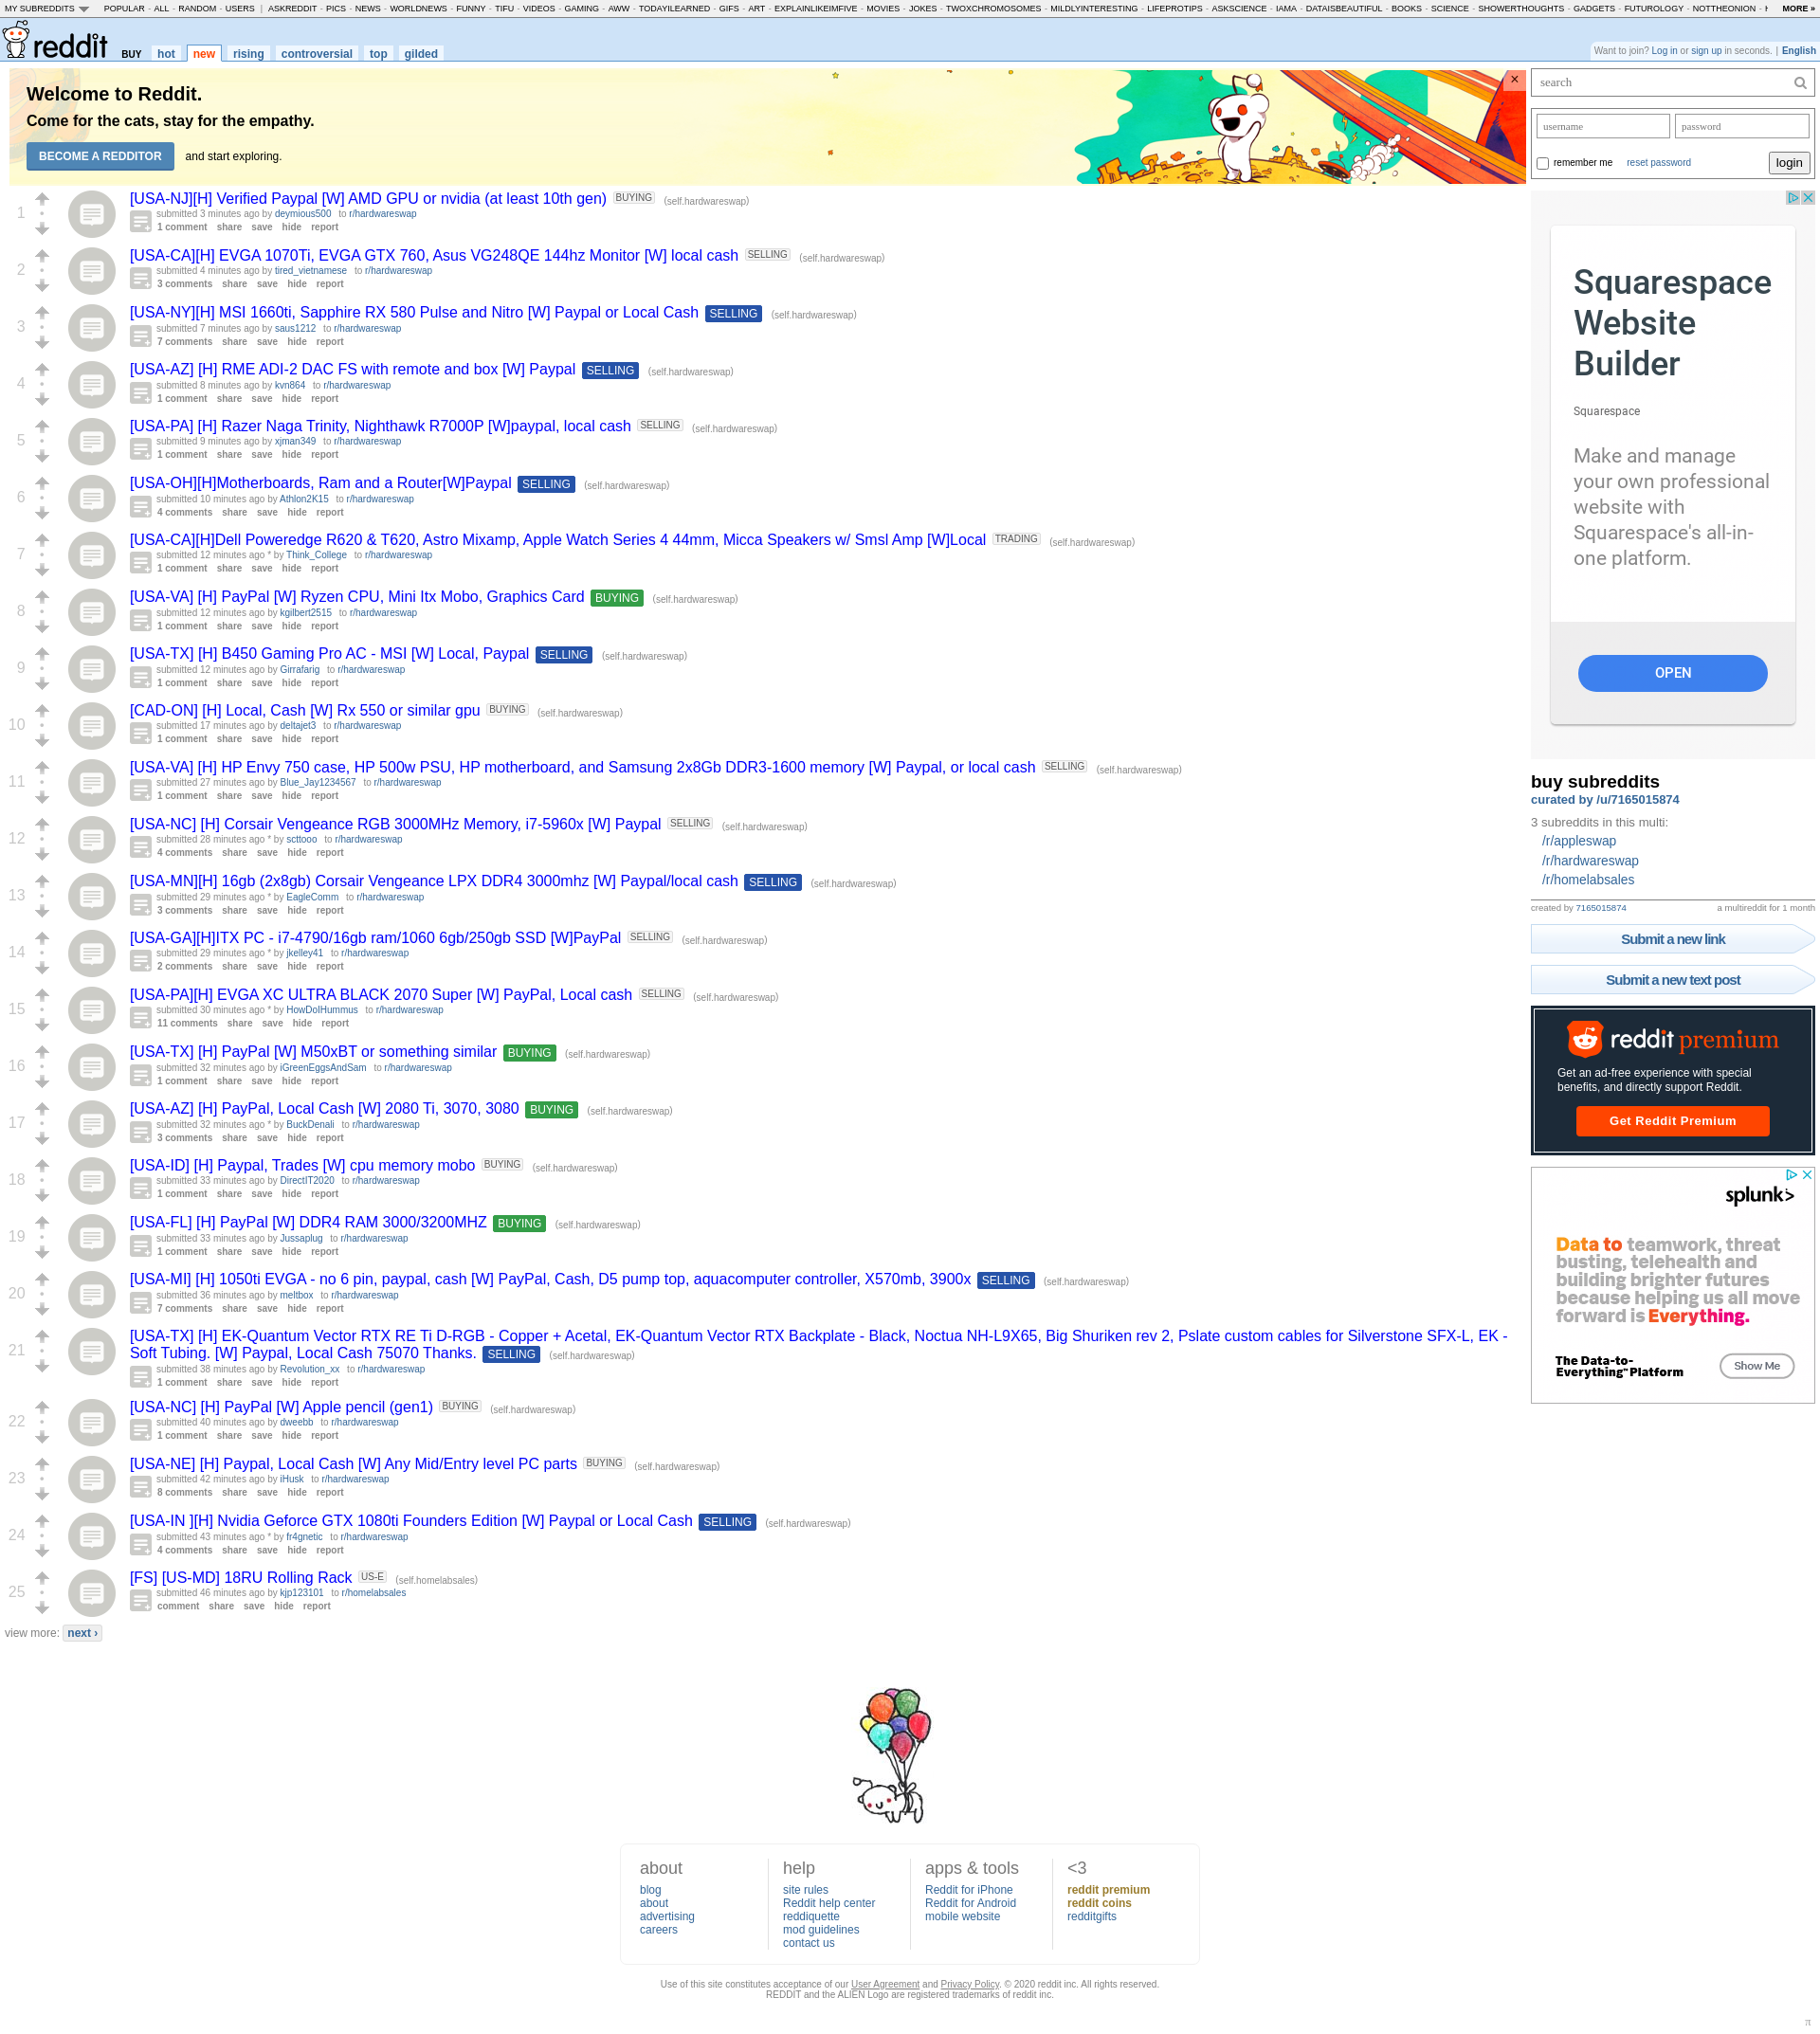 MY SUBREDDITS POPULAR - ALL - RANDOM - USERS | ASKREDDIT - PICS - NEWS - WORLDNEWS - FUNNY - TIFU - VIDEOS - GAMING - AWW - TODAYILEARNED - GIFS - ART - EXPLAINLIKEIMFIVE - MOVIES - JOKES - TWOXCHROMOSOMES - MILDLYINTERESTING - LIFEPROTIPS - ASKSCIENCE - IAMA - DATAISBEAUTIFUL - BOOKS - SCIENCE - SHOWERTHOUGHTS - GADGETS - FUTUROLOGY - NOTTHEONION - MORE »
reddit BUY hot new rising controversial top gilded
Want to join? Log in or sign up in seconds. | English
Welcome to Reddit.
Come for the cats, stay for the empathy.
BECOME A REDDITOR and start exploring.
×
1
[USA-NJ][H] Verified Paypal [W] AMD GPU or nvidia (at least 10th gen) BUYING (self.hardwareswap)
submitted 3 minutes ago by deymious500 to r/hardwareswap
1 comment share save hide report
2
[USA-CA][H] EVGA 1070Ti, EVGA GTX 760, Asus VG248QE 144hz Monitor [W] local cash SELLING (self.hardwareswap)
submitted 4 minutes ago by tired_vietnamese to r/hardwareswap
3 comments share save hide report
3
[USA-NY][H] MSI 1660ti, Sapphire RX 580 Pulse and Nitro [W] Paypal or Local Cash SELLING (self.hardwareswap)
submitted 7 minutes ago by saus1212 to r/hardwareswap
7 comments share save hide report
4
[USA-AZ] [H] RME ADI-2 DAC FS with remote and box [W] Paypal SELLING (self.hardwareswap)
submitted 8 minutes ago by kvn864 to r/hardwareswap
1 comment share save hide report
5
[USA-PA] [H] Razer Naga Trinity, Nighthawk R7000P [W]paypal, local cash SELLING (self.hardwareswap)
submitted 9 minutes ago by xjman349 to r/hardwareswap
1 comment share save hide report
6
[USA-OH][H]Motherboards, Ram and a Router[W]Paypal SELLING (self.hardwareswap)
submitted 10 minutes ago by Athlon2K15 to r/hardwareswap
4 comments share save hide report
7
[USA-CA][H]Dell Poweredge R620 & T620, Astro Mixamp, Apple Watch Series 4 44mm, Micca Speakers w/ Smsl Amp [W]Local TRADING (self.hardwareswap)
submitted 12 minutes ago * by Think_College to r/hardwareswap
1 comment share save hide report
8
[USA-VA] [H] PayPal [W] Ryzen CPU, Mini Itx Mobo, Graphics Card BUYING (self.hardwareswap)
submitted 12 minutes ago by kgilbert2515 to r/hardwareswap
1 comment share save hide report
9
[USA-TX] [H] B450 Gaming Pro AC - MSI [W] Local, Paypal SELLING (self.hardwareswap)
submitted 12 minutes ago by Girrafarig to r/hardwareswap
1 comment share save hide report
10
[CAD-ON] [H] Local, Cash [W] Rx 550 or similar gpu BUYING (self.hardwareswap)
submitted 17 minutes ago by deltajet3 to r/hardwareswap
1 comment share save hide report
11
[USA-VA] [H] HP Envy 750 case, HP 500w PSU, HP motherboard, and Samsung 2x8Gb DDR3-1600 memory [W] Paypal, or local cash SELLING (self.hardwareswap)
submitted 27 minutes ago by Blue_Jay1234567 to r/hardwareswap
1 comment share save hide report
12
[USA-NC] [H] Corsair Vengeance RGB 3000MHz Memory, i7-5960x [W] Paypal SELLING (self.hardwareswap)
submitted 28 minutes ago * by scttooo to r/hardwareswap
4 comments share save hide report
13
[USA-MN][H] 16gb (2x8gb) Corsair Vengeance LPX DDR4 3000mhz [W] Paypal/local cash SELLING (self.hardwareswap)
submitted 29 minutes ago * by EagleComm to r/hardwareswap
3 comments share save hide report
14
[USA-GA][H]ITX PC - i7-4790/16gb ram/1060 6gb/250gb SSD [W]PayPal SELLING (self.hardwareswap)
submitted 29 minutes ago * by jkelley41 to r/hardwareswap
2 comments share save hide report
15
[USA-PA][H] EVGA XC ULTRA BLACK 2070 Super [W] PayPal, Local cash SELLING (self.hardwareswap)
submitted 30 minutes ago * by HowDoIHummus to r/hardwareswap
11 comments share save hide report
16
[USA-TX] [H] PayPal [W] M50xBT or something similar BUYING (self.hardwareswap)
submitted 32 minutes ago by iGreenEggsAndSam to r/hardwareswap
1 comment share save hide report
17
[USA-AZ] [H] PayPal, Local Cash [W] 2080 Ti, 3070, 3080 BUYING (self.hardwareswap)
submitted 32 minutes ago * by BuckDenali to r/hardwareswap
3 comments share save hide report
18
[USA-ID] [H] Paypal, Trades [W] cpu memory mobo BUYING (self.hardwareswap)
submitted 33 minutes ago by DirectIT2020 to r/hardwareswap
1 comment share save hide report
19
[USA-FL] [H] PayPal [W] DDR4 RAM 3000/3200MHZ BUYING (self.hardwareswap)
submitted 33 minutes ago by Jussaplug to r/hardwareswap
1 comment share save hide report
20
[USA-MI] [H] 1050ti EVGA - no 6 pin, paypal, cash [W] PayPal, Cash, D5 pump top, aquacomputer controller, X570mb, 3900x SELLING (self.hardwareswap)
submitted 36 minutes ago by meltbox to r/hardwareswap
7 comments share save hide report
21
[USA-TX] [H] EK-Quantum Vector RTX RE Ti D-RGB - Copper + Acetal, EK-Quantum Vector RTX Backplate - Black, Noctua NH-L9X65, Big Shuriken rev 2, Pslate custom cables for Silverstone SFX-L, EK -
Soft Tubing. [W] Paypal, Local Cash 75070 Thanks. SELLING (self.hardwareswap)
submitted 38 minutes ago by Revolution_xx to r/hardwareswap
1 comment share save hide report
22
[USA-NC] [H] PayPal [W] Apple pencil (gen1) BUYING (self.hardwareswap)
submitted 40 minutes ago by dweebb to r/hardwareswap
1 comment share save hide report
23
[USA-NE] [H] Paypal, Local Cash [W] Any Mid/Entry level PC parts BUYING (self.hardwareswap)
submitted 42 minutes ago by iHusk to r/hardwareswap
8 comments share save hide report
24
[USA-IN ][H] Nvidia Geforce GTX 1080ti Founders Edition [W] Paypal or Local Cash SELLING (self.hardwareswap)
submitted 43 minutes ago * by fr4gnetic to r/hardwareswap
4 comments share save hide report
25
[FS] [US-MD] 18RU Rolling Rack US-E (self.homelabsales)
submitted 46 minutes ago by kjp123101 to r/homelabsales
comment share save hide report
view more: next ›
search
username password
remember me reset password login
Squarespace
Website
Builder
Squarespace
Make and manage
your own professional
website with
Squarespace's all-in-
one platform.
OPEN
buy subreddits
curated by /u/7165015874
3 subreddits in this multi:
/r/appleswap
/r/hardwareswap
/r/homelabsales
created by 7165015874 a multireddit for 1 month
Submit a new link
Submit a new text post
reddit premium
Get an ad-free experience with special
benefits, and directly support Reddit.
Get Reddit Premium
splunk>
Data to teamwork, threat
busting, telehealth and
building brighter futures
because helping us all move
forward is Everything.
The Data-to-
Everything™ Platform
Show Me
about
blog
about
advertising
careers
help
site rules
Reddit help center
reddiquette
mod guidelines
contact us
apps & tools
Reddit for iPhone
Reddit for Android
mobile website
<3
reddit premium
reddit coins
redditgifts
Use of this site constitutes acceptance of our User Agreement and Privacy Policy. © 2020 reddit inc. All rights reserved.
REDDIT and the ALIEN Logo are registered trademarks of reddit inc.
π